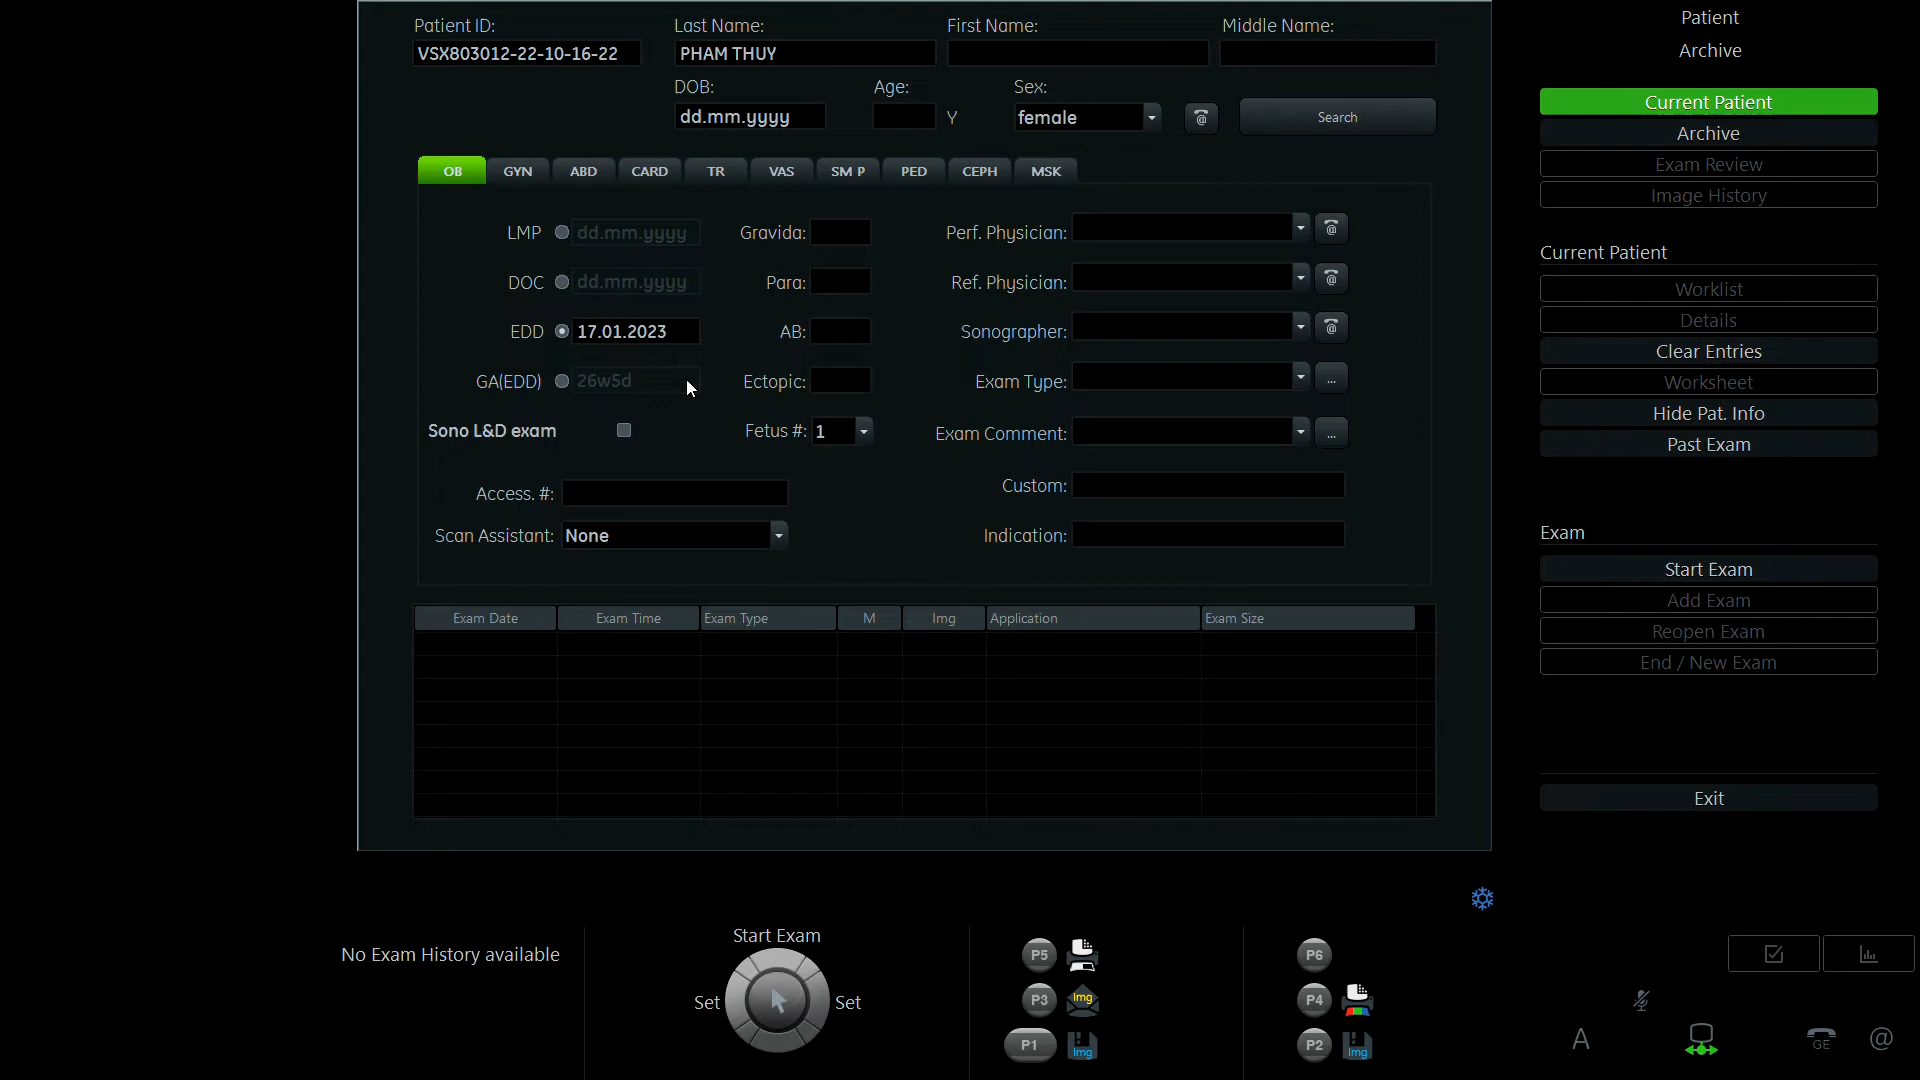 Patient ID: Last Name: First Name: Middle Name:
VSX803012-22-10-16-22 PHAM THUY
DOB: Age: Sex:
dd.mm.yyyy Y female @ Search
OB GYN ABD CARD TR VAS SM P PED CEPH MSK
LMP dd.mm.yyyy Gravida: Perf. Physician: @
DOC dd.mm.yyyy Para: Ref. Physician: @
EDD 17.01.2023 AB: Sonographer: @
GA(EDD) 26w5d Ectopic: Exam Type: ...
Sono L&D exam Fetus #: 1 Exam Comment: ...
Access. #: Custom:
Scan Assistant: None Indication:
Exam Date Exam Time Exam Type M Img Application Exam Size
Patient
Archive
Current Patient
Archive
Exam Review
Image History
Current Patient
Worklist
Details
Clear Entries
Worksheet
Hide Pat. Info
Past Exam
Exam
Start Exam
Add Exam
Reopen Exam
End / New Exam
Exit
No Exam History available
Start Exam
Set Set
P5 P6
P3 Img P4
P1 Img P2 Img
A GE @